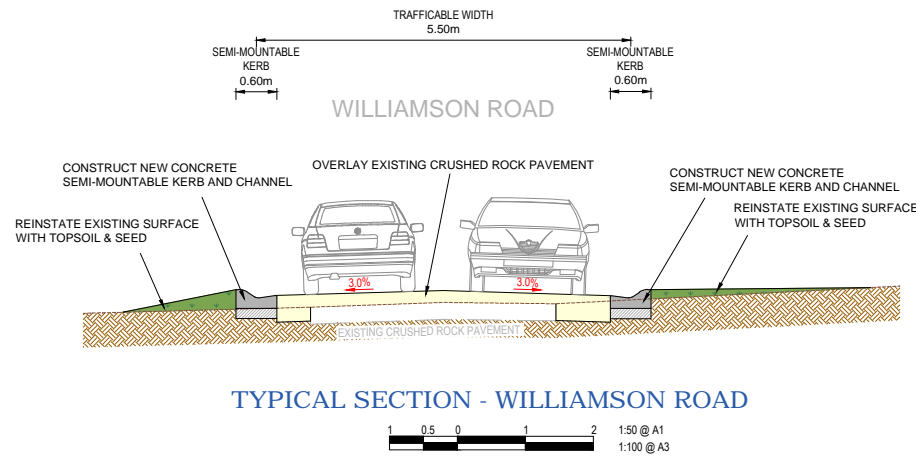 TRAFFICABLE WIDTH
5.50m
SEMI-MOUNTABLE
KERB
0.60m
SEMI-MOUNTABLE
KERB
0.60m
WILLIAMSON ROAD
CONSTRUCT NEW CONCRETE
SEMI-MOUNTABLE KERB AND CHANNEL
OVERLAY EXISTING CRUSHED ROCK PAVEMENT
CONSTRUCT NEW CONCRETE
SEMI-MOUNTABLE KERB AND CHANNEL
REINSTATE EXISTING SURFACE
WITH TOPSOIL & SEED
REINSTATE EXISTING SURFACE
WITH TOPSOIL & SEED
3.0%
3.0%
EXISTING CRUSHED ROCK PAVEMENT
TYPICAL SECTION - WILLIAMSON ROAD
1 0.5 0 1 2
1:50 @ A1
1:100 @ A3